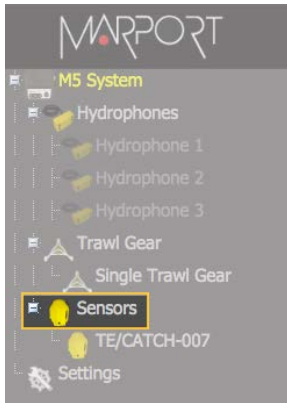 MARPORT
M5 System
Hydrophones
Hydrophone 1
Hydrophone 2
Hydrophone 3
Trawl Gear
Single Trawl Gear
Sensors
TE/CATCH-007
Settings